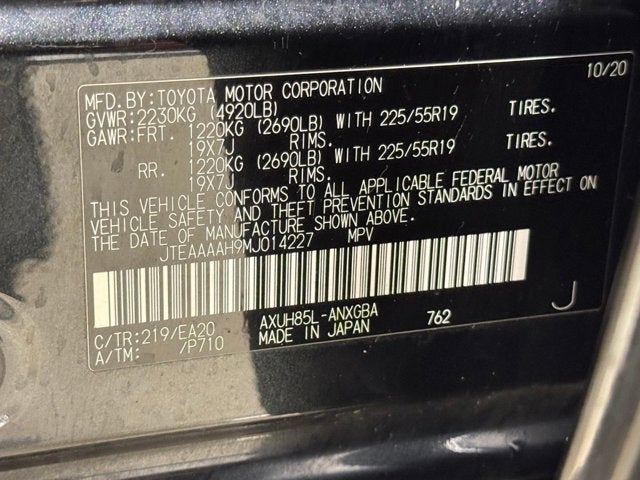 10/20
MFD.BY:TOYOTA MOTOR CORPORATION
GVWR:2230KG (4920LB)
GAWR:FRT. 1220KG (2690LB) WITH 225/55R19 TIRES.
19X7J RIMS.
RR. 1220KG (2690LB) WITH 225/55R19 TIRES.
19X7J RIMS.
THIS VEHICLE CONFORMS TO ALL APPLICABLE FEDERAL MOTOR
VEHICLE SAFETY AND THEFT PREVENTION STANDARDS IN EFFECT ON
THE DATE OF MANUFACTURE SHOWN ABOVE.
JTEAAAAH9MJ014227 MPV
C/TR:219/EA20 AXUH85L-ANXGBA 762 J
A/TM: /P710 MADE IN JAPAN